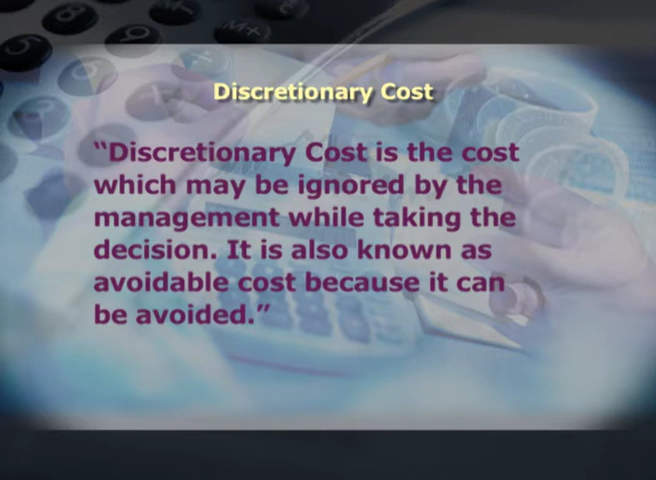 Discretionary Cost
“Discretionary Cost is the cost
which may be ignored by the
management while taking the
decision. It is also known as
avoidable cost because it can
be avoided.”